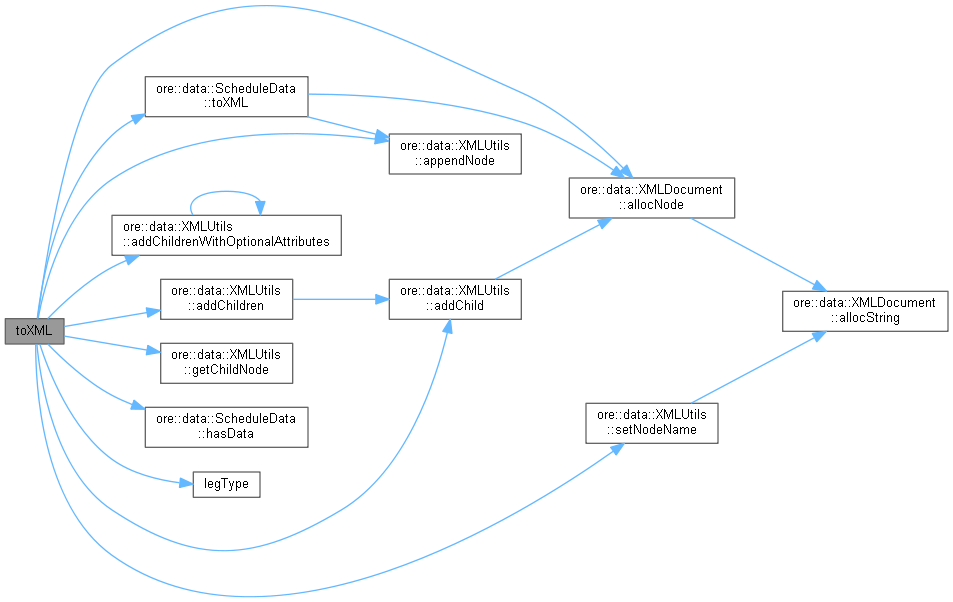 ore::data::ScheduleData
::toXML
ore::data::XMLUtils
::appendNode
ore::data::XMLDocument
::allocNode
ore::data::XMLUtils
::addChildrenWithOptionalAttributes
ore::data::XMLUtils
::addChildren
ore::data::XMLUtils
::addChild
ore::data::XMLDocument
::allocString
toXML
ore::data::XMLUtils
::getChildNode
ore::data::ScheduleData
::hasData
ore::data::XMLUtils
::setNodeName
legType